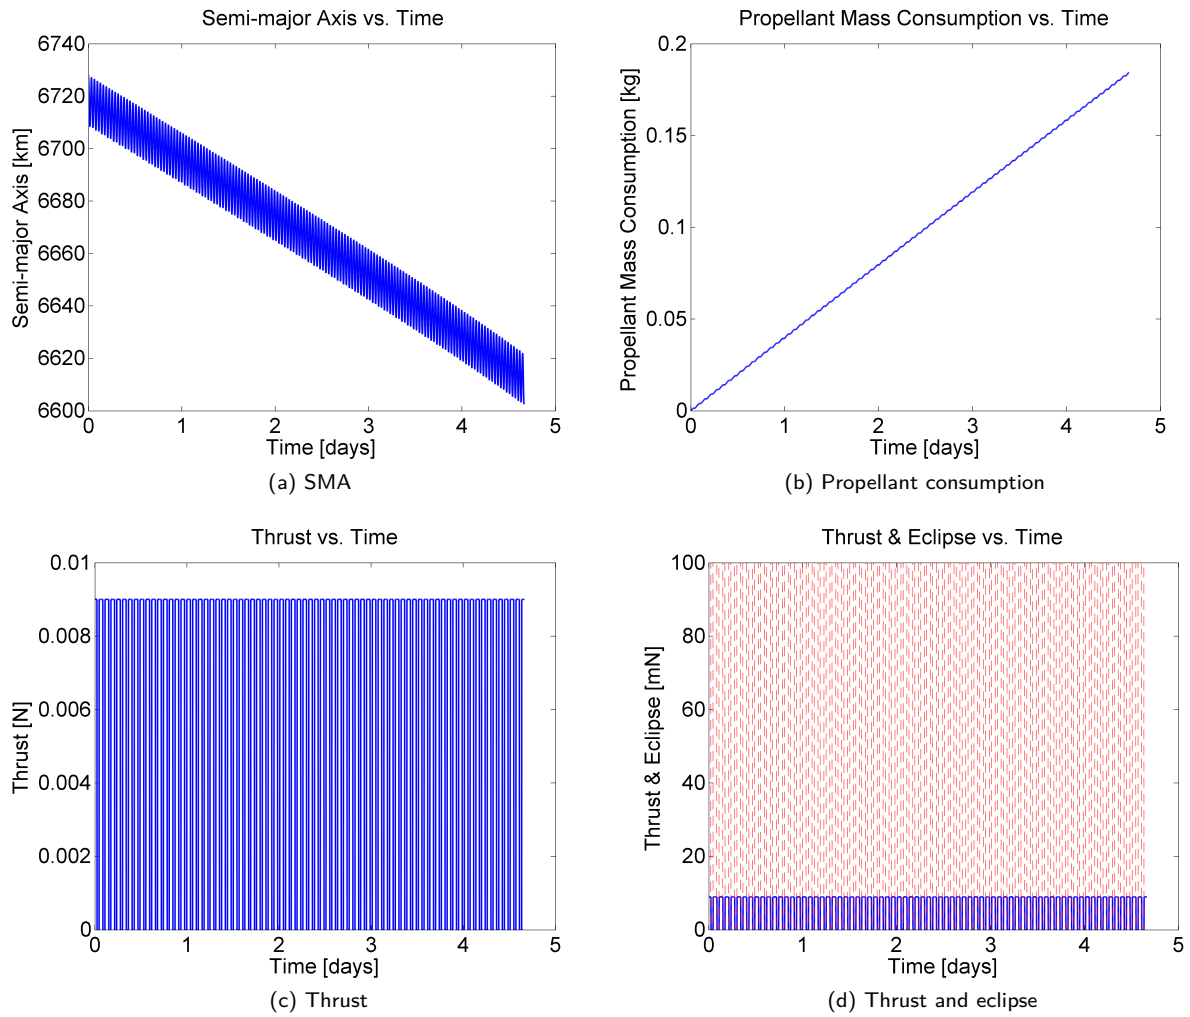 Semi-major Axis vs. Time
Semi-major Axis [km]
6740
6720
6700
6680
6660
6640
6620
6600
0 1 2 3 4 5
Time [days]
(a) SMA
Propellant Mass Consumption vs. Time
Propellant Mass Consumption [kg]
0.2
0.15
0.1
0.05
0
0 1 2 3 4 5
Time [days]
(b) Propellant consumption
Thrust vs. Time
Thrust [N]
0.01
0.008
0.006
0.004
0.002
0
0 1 2 3 4 5
Time [days]
(c) Thrust
Thrust & Eclipse vs. Time
Thrust & Eclipse [mN]
100
80
60
40
20
0
0 1 2 3 4 5
Time [days]
(d) Thrust and eclipse